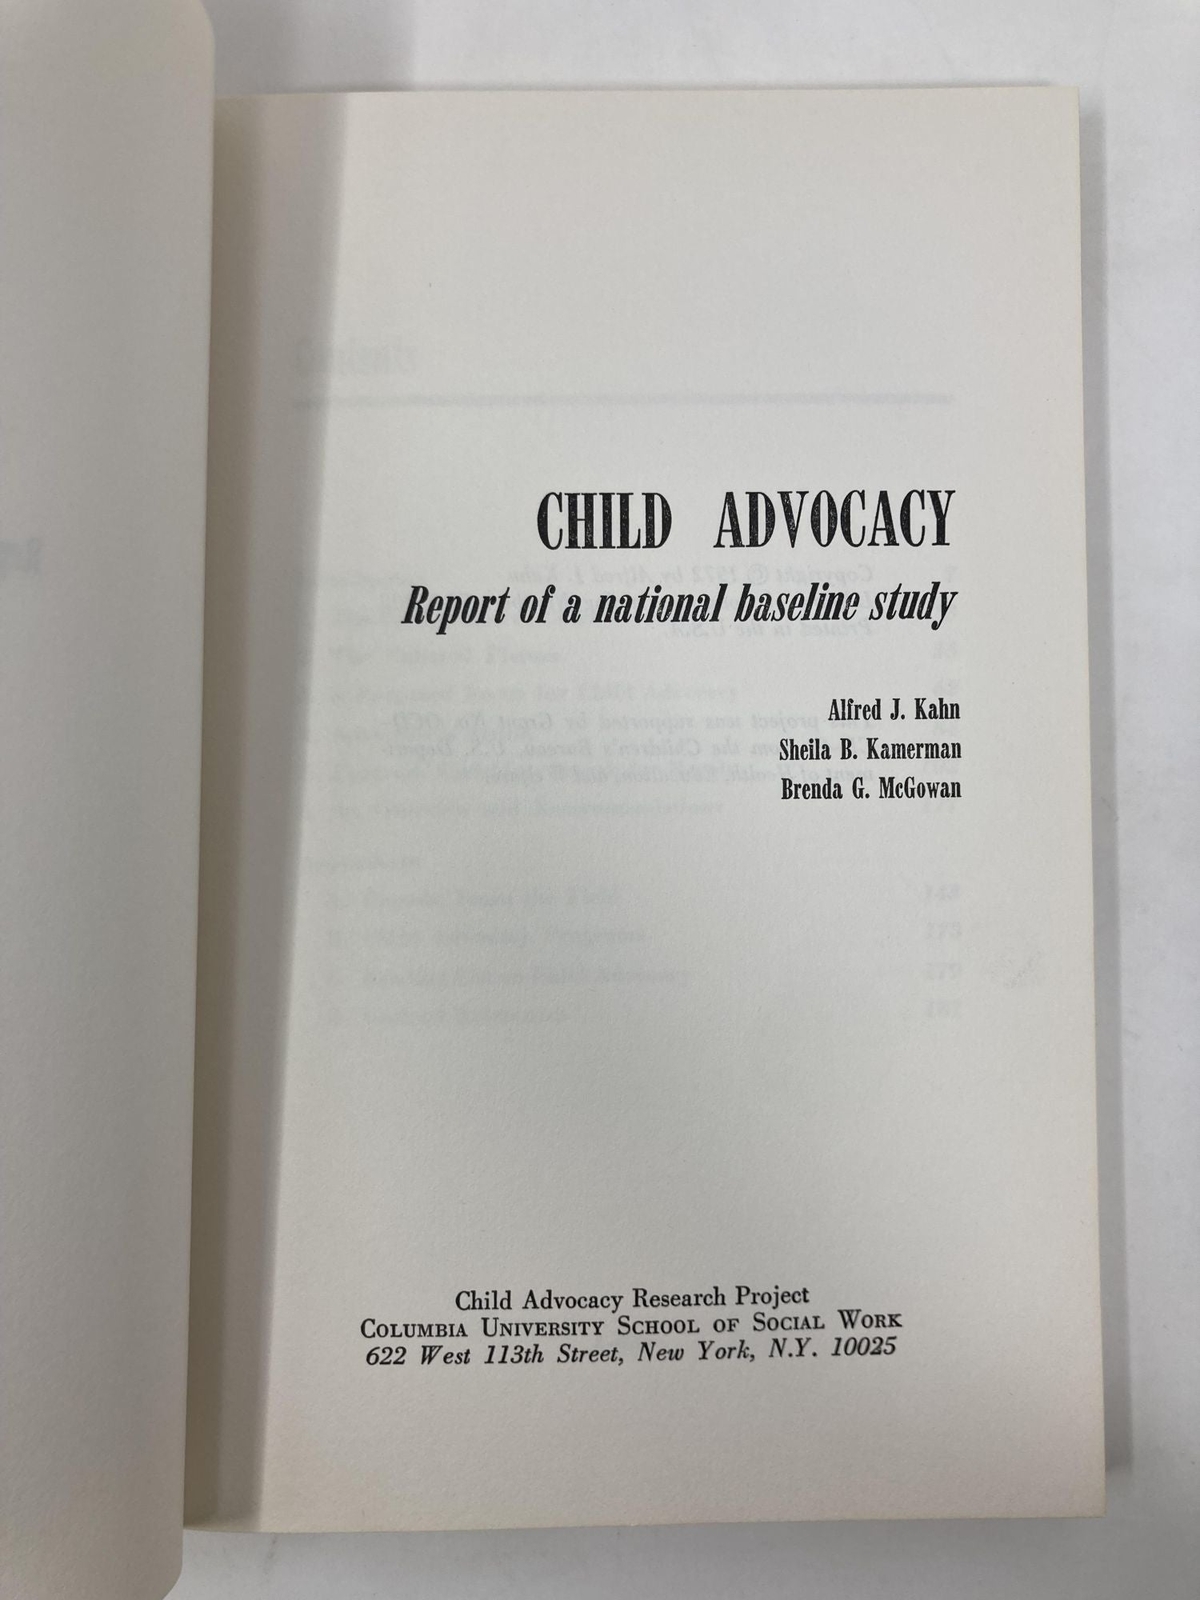 CHILD ADVOCACY
Report of a national baseline study
Alfred J. Kahn
Sheila B. Kamerman
Brenda G. McGowan
Child Advocacy Research Project
COLUMBIA UNIVERSITY SCHOOL OF SOCIAL WORK
622 West 113th Street, New York, N.Y. 10025